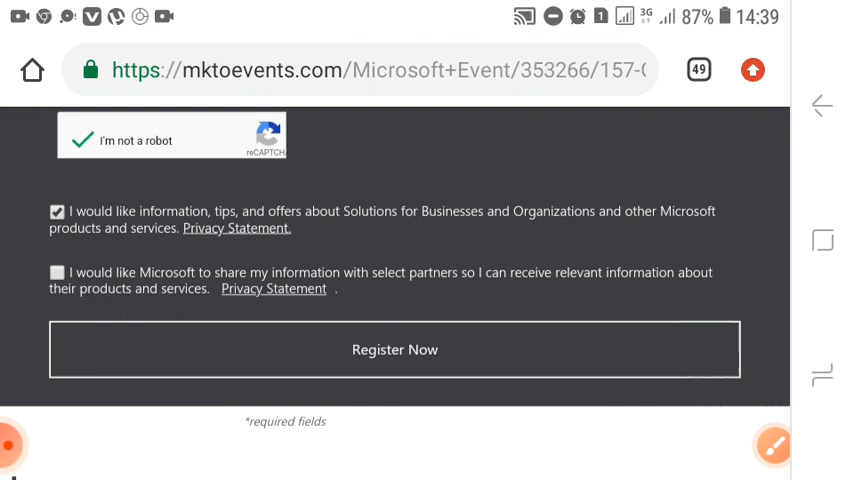 1 3G 87% 14:39
https://mktoevents.com/Microsoft+Event/353266/157- 49
I'm not a robot
reCAPTCH
I would like information, tips, and offers about Solutions for Businesses and Organizations and other Microsoft
products and services. Privacy Statement.
I would like Microsoft to share my information with select partners so I can receive relevant information about
their products and services. Privacy Statement .
Register Now
*required fields